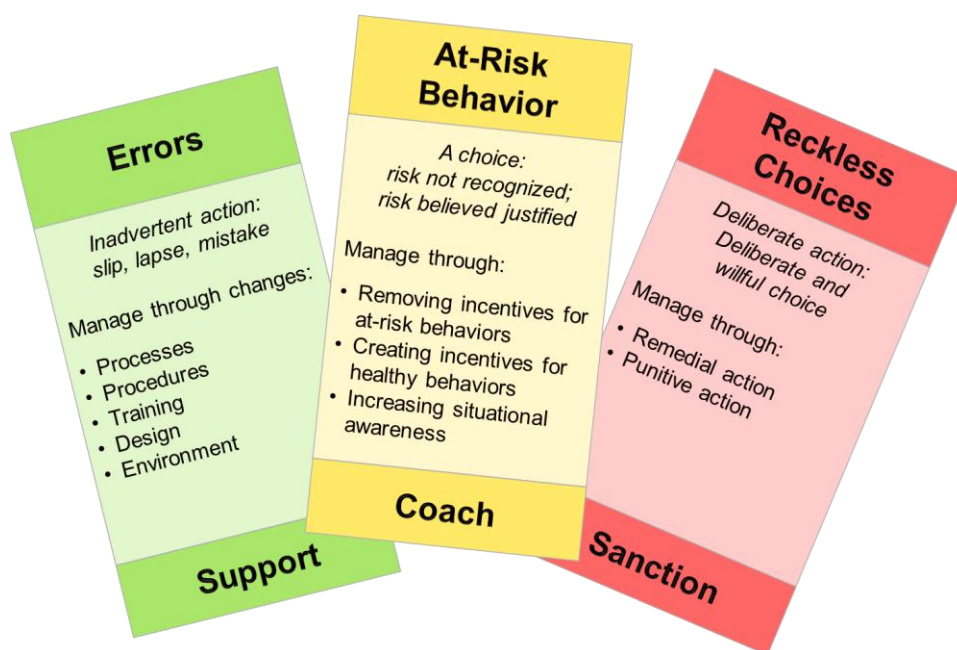 Errors
Inadvertent action:
slip, lapse, mistake
Manage through changes:
• Processes
• Procedures
• Training
• Design
• Environment
Support
At-Risk
Behavior
A choice:
risk not recognized;
risk believed justified
Manage through:
• Removing incentives for
at-risk behaviors
• Creating incentives for
healthy behaviors
• Increasing situational
awareness
Coach
Reckless
Choices
Deliberate action:
Deliberate and
willful choice
Manage through:
• Remedial action
• Punitive action
Sanction